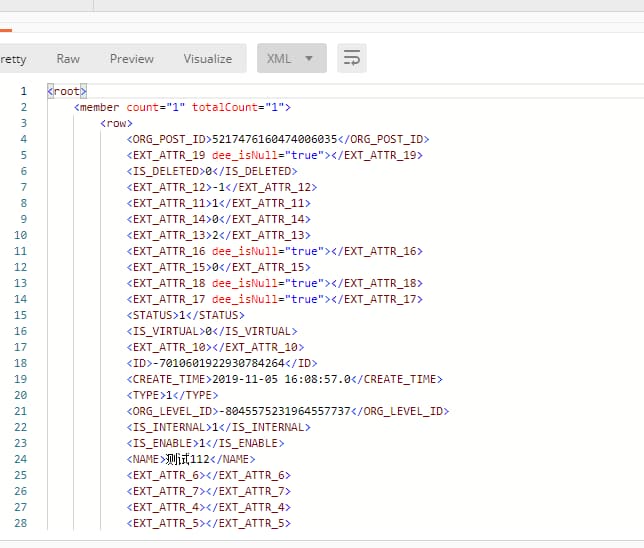 retty Raw Preview Visualize XML
1 <root>
2 <member count="1" totalCount="1">
3 <row>
4 <ORG_POST_ID>5217476160474006035</ORG_POST_ID>
5 <EXT_ATTR_19 dee_isNull="true"></EXT_ATTR_19>
6 <IS_DELETED>0</IS_DELETED>
7 <EXT_ATTR_12>-1</EXT_ATTR_12>
8 <EXT_ATTR_11>1</EXT_ATTR_11>
9 <EXT_ATTR_14>0</EXT_ATTR_14>
10 <EXT_ATTR_13>2</EXT_ATTR_13>
11 <EXT_ATTR_16 dee_isNull="true"></EXT_ATTR_16>
12 <EXT_ATTR_15>0</EXT_ATTR_15>
13 <EXT_ATTR_18 dee_isNull="true"></EXT_ATTR_18>
14 <EXT_ATTR_17 dee_isNull="true"></EXT_ATTR_17>
15 <STATUS>1</STATUS>
16 <IS_VIRTUAL>0</IS_VIRTUAL>
17 <EXT_ATTR_10></EXT_ATTR_10>
18 <ID>-7010601922930784264</ID>
19 <CREATE_TIME>2019-11-05 16:08:57.0</CREATE_TIME>
20 <TYPE>1</TYPE>
21 <ORG_LEVEL_ID>-8045575231964557737</ORG_LEVEL_ID>
22 <IS_INTERNAL>1</IS_INTERNAL>
23 <IS_ENABLE>1</IS_ENABLE>
24 <NAME>测试112</NAME>
25 <EXT_ATTR_6></EXT_ATTR_6>
26 <EXT_ATTR_7></EXT_ATTR_7>
27 <EXT_ATTR_4></EXT_ATTR_4>
28 <EXT_ATTR_5></EXT_ATTR_5>